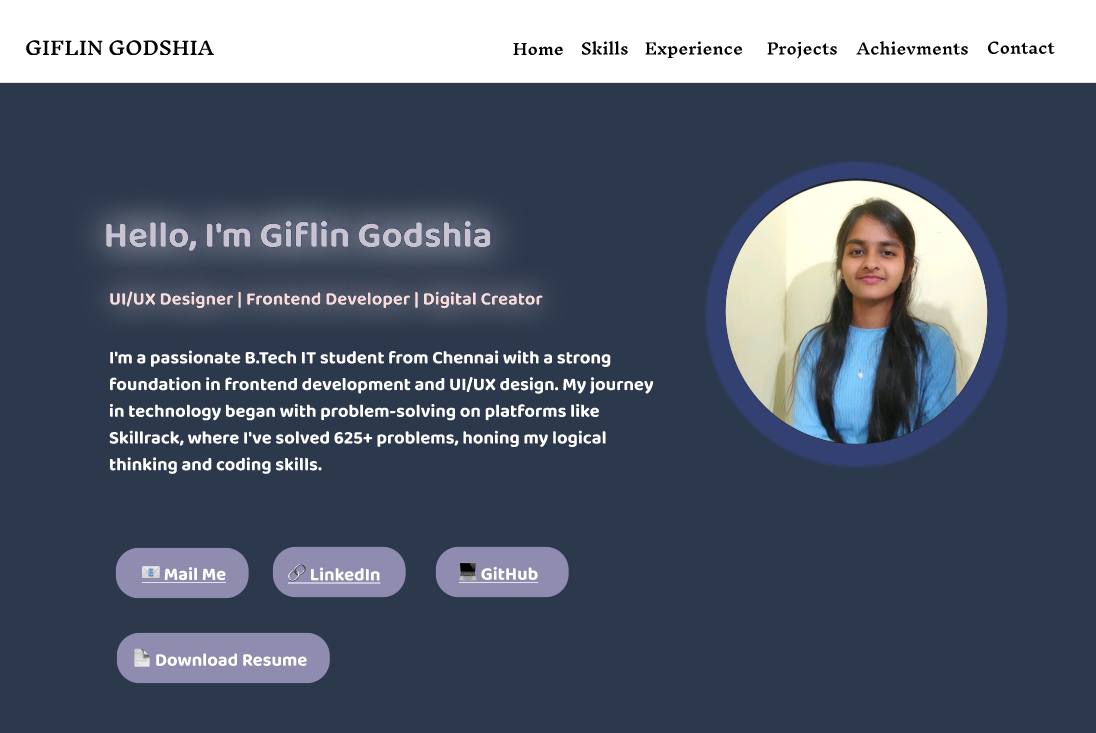 GIFLIN GODSHIA
Home Skills Experience Projects Achievments Contact
Hello, I'm Giflin Godshia
UI/UX Designer | Frontend Developer | Digital Creator
I'm a passionate B.Tech IT student from Chennai with a strong
foundation in frontend development and UI/UX design. My journey
in technology began with problem-solving on platforms like
Skillrack, where I've solved 625+ problems, honing my logical
thinking and coding skills.
📧 Mail Me 🔗 LinkedIn 💻 GitHub
📄 Download Resume